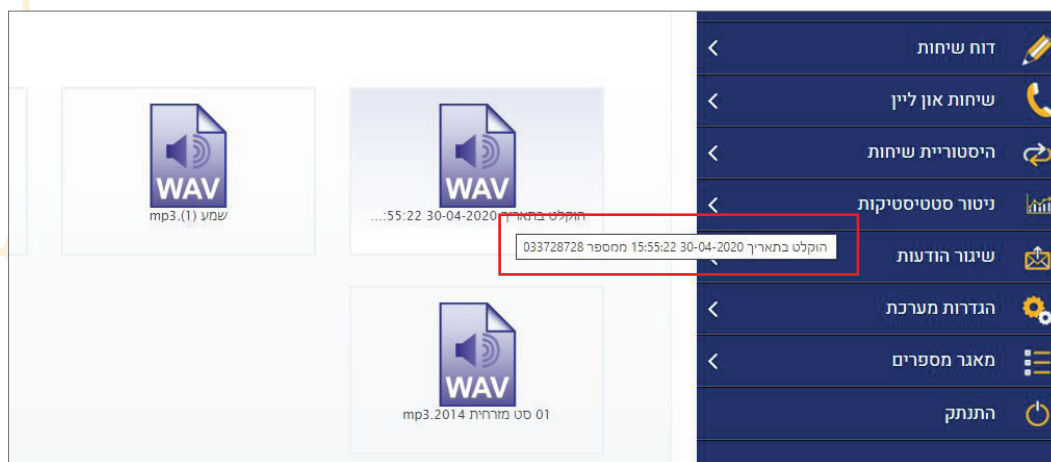 דוח שיחות
שיחות און ליין
היסטוריית שיחות
ניטור סטטיסטיקות
שיגור הודעות
הגדרות מערכת
מאגר מספרים
התנתק
WAV
הוקלט בתאריך 30-04-2020 55:22:...
הוקלט בתאריך 30-04-2020 15:55:22 ממספר 033728728
WAV
שמע (1).mp3
WAV
01 סט מזרחית 2014.mp3